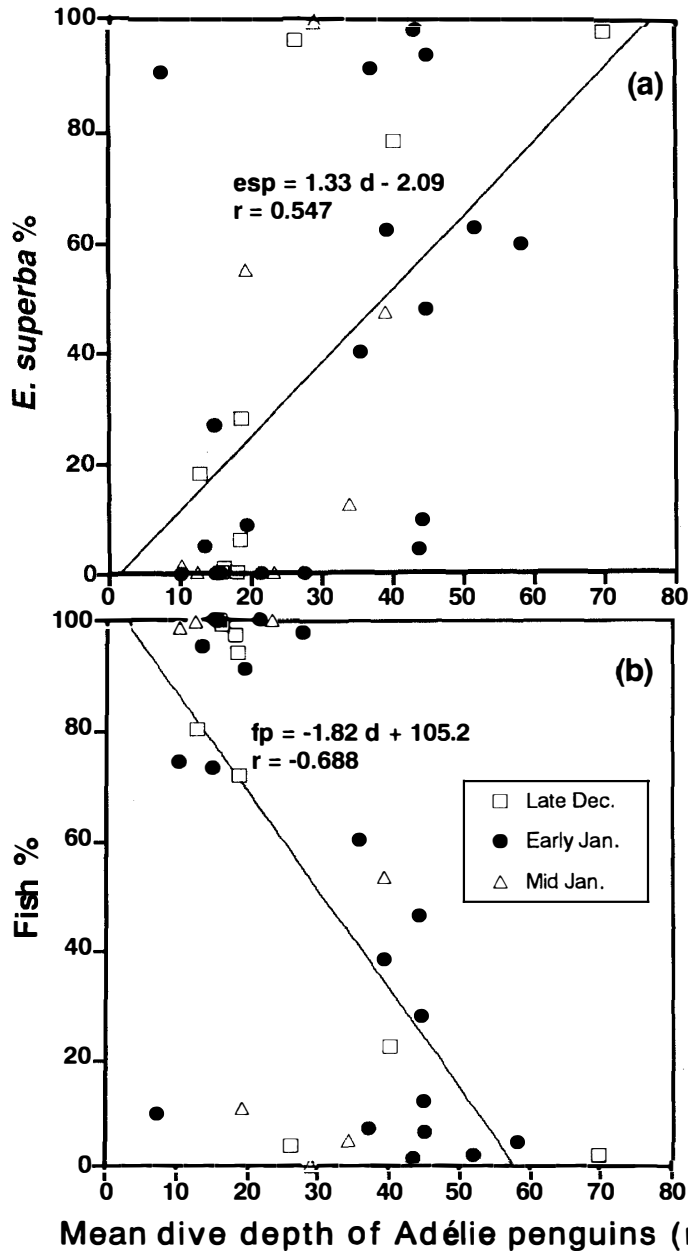 100
80
60
40
20
0
E. superba %
(a)
esp = 1.33 d - 2.09
r = 0.547
0 10 20 30 40 50 60 70 80
100
80
60
40
20
0
Fish %
(b)
fp = -1.82 d + 105.2
r = -0.688
Late Dec.
Early Jan.
Mid Jan.
0 10 20 30 40 50 60 70 80
Mean dive depth of Adélie penguins (